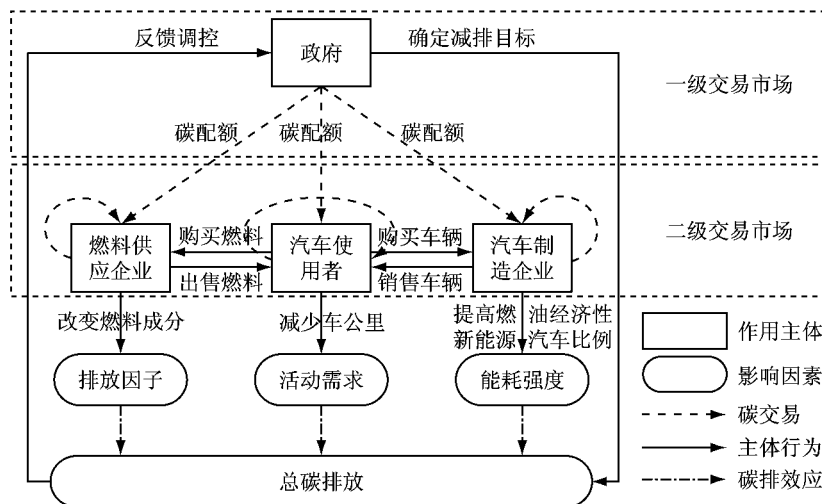 反馈调控
政府
确定减排目标
一级交易市场
碳配额
碳配额
碳配额
二级交易市场
燃料供
应企业
购买燃料
出售燃料
汽车使
用者
购买车辆
销售车辆
汽车制
造企业
改变燃料成分
减少车公里
提高燃 油经济性
新能源 汽车比例
排放因子
活动需求
能耗强度
总碳排放
作用主体
影响因素
碳交易
主体行为
碳排效应